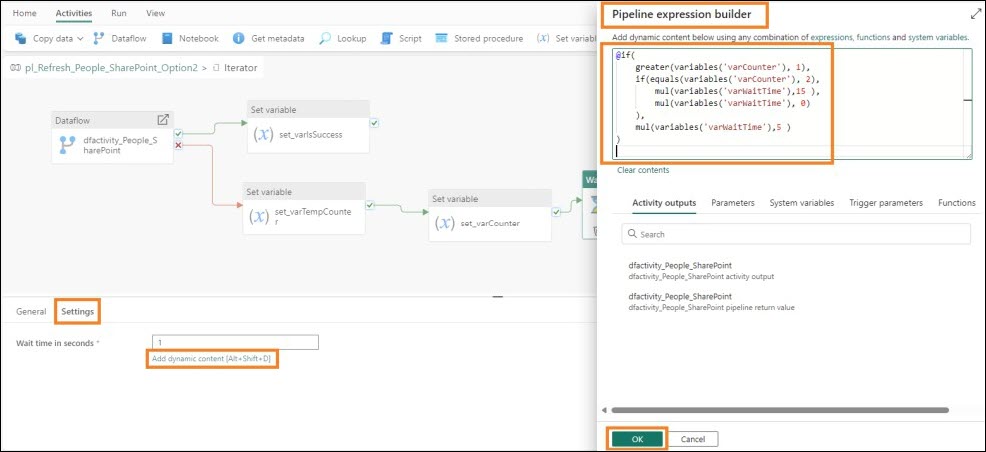 Home Activities Run View
Copy data Dataflow Notebook Get metadata Lookup Script Stored procedure (x) Set variable
pl_Refresh_People_SharePoint_Option2 > Iterator
Dataflow
dfactivity_People_S
harePoint
Set variable
(x) set_varIsSuccess
Set variable
(x) set_varTempCounte
r
Set variable
(x) set_varCounter
Wa
General Settings
Wait time in seconds *
1
Add dynamic content [Alt+Shift+D]
Pipeline expression builder
Add dynamic content below using any combination of expressions, functions and system variables.
@if(
greater(variables('varCounter'), 1),
if(equals(variables('varCounter'), 2),
mul(variables('varWaitTime'),15 ),
mul(variables('varWaitTime'), 0)
),
mul(variables('varWaitTime'),5 )
)
Clear contents
Activity outputs Parameters System variables Trigger parameters Functions
Search
dfactivity_People_SharePoint
dfactivity_People_SharePoint activity output
dfactivity_People_SharePoint
dfactivity_People_SharePoint pipeline return value
OK Cancel